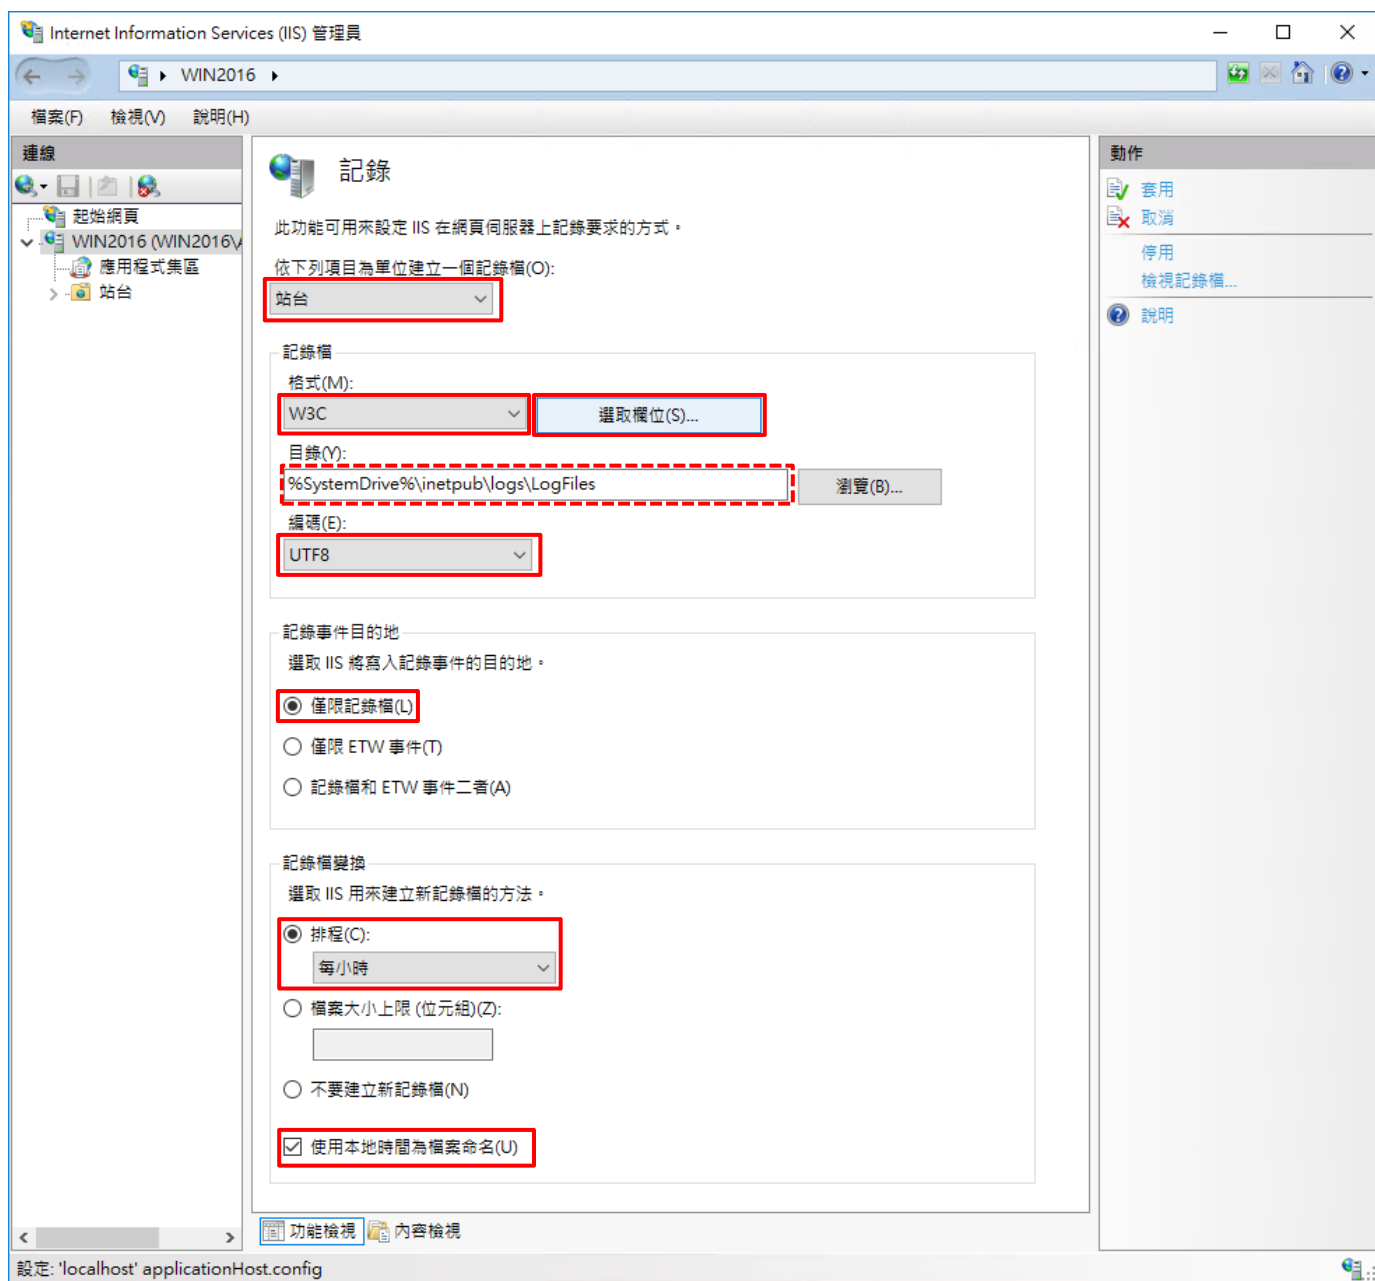 Internet Information Services (IIS) 管理員
WIN2016
檔案(F) 檢視(V) 說明(H)
連線
起始網頁
WIN2016 (WIN2016\A
應用程式集區
站台
記錄
此功能可用來設定 IIS 在網頁伺服器上記錄要求的方式。
依下列項目為單位建立一個記錄檔(O):
站台
記錄檔
格式(M):
W3C
選取欄位(S)...
目錄(Y):
%SystemDrive%\inetpub\logs\LogFiles
瀏覽(B)...
編碼(E):
UTF8
記錄事件目的地
選取 IIS 將寫入記錄事件的目的地。
僅限記錄檔(L)
僅限 ETW 事件(T)
記錄檔和 ETW 事件二者(A)
記錄檔變換
選取 IIS 用來建立新記錄檔的方法。
排程(C):
每小時
檔案大小上限 (位元組)(Z):
不要建立新記錄檔(N)
使用本地時間為檔案命名(U)
功能檢視 內容檢視
動作
套用
取消
停用
檢視記錄檔...
說明
設定: 'localhost' applicationHost.config